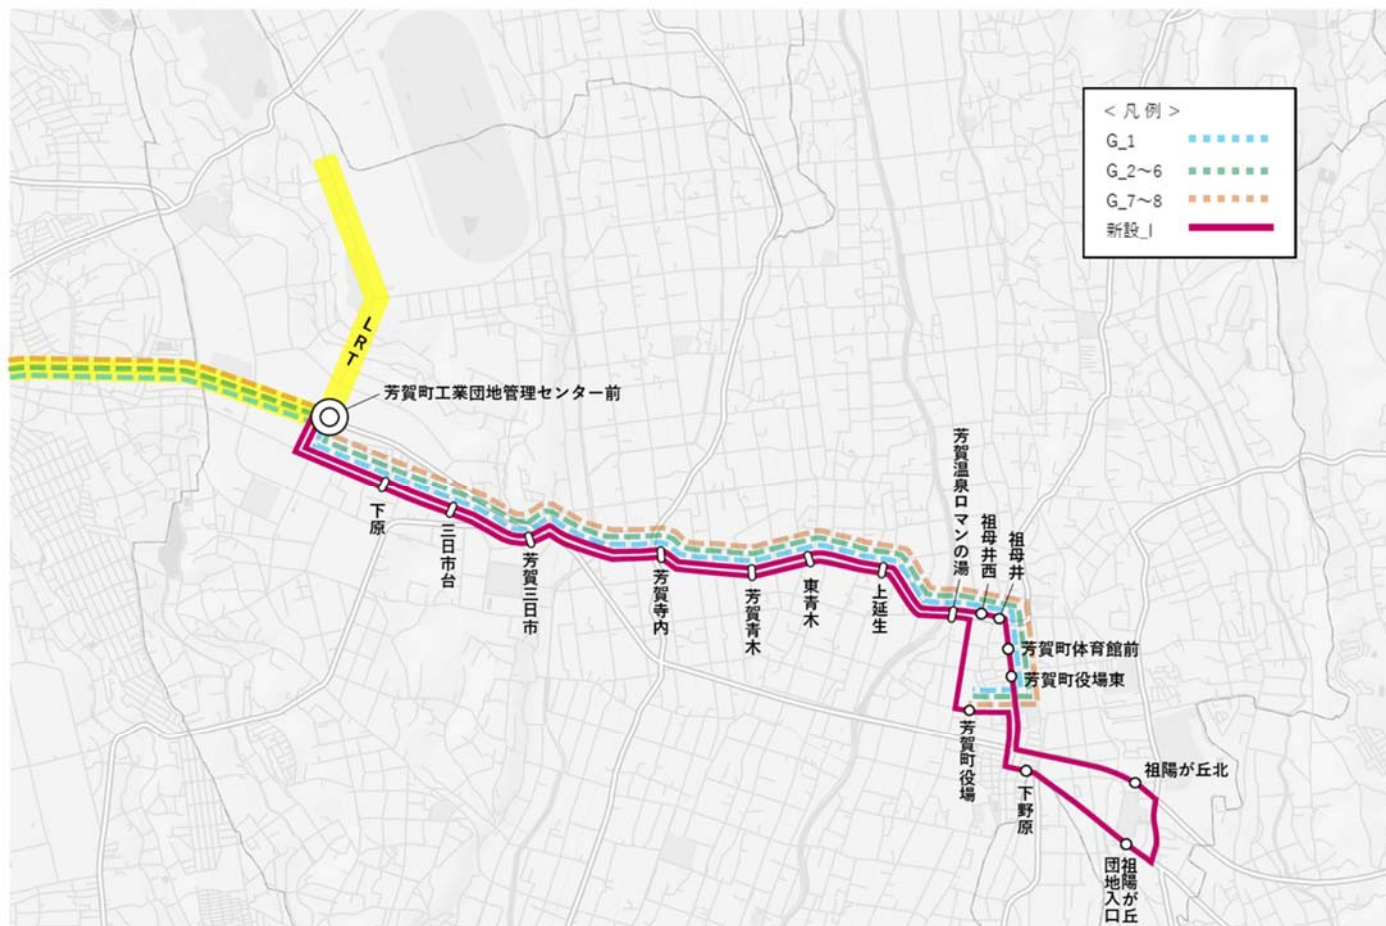 ＜凡例＞
G_1
G_2～6
G_7～8
新設_I
LRT
芳賀町工業団地管理センター前
下原
三日市台
芳賀三日市
芳賀寺内
芳賀青木
東青木
上延生
芳賀温泉ロマンの湯
祖母井西
祖母井
芳賀町体育館前
芳賀町役場東
芳賀町役場
下野原
祖陽が丘北
祖陽が丘
団地入口